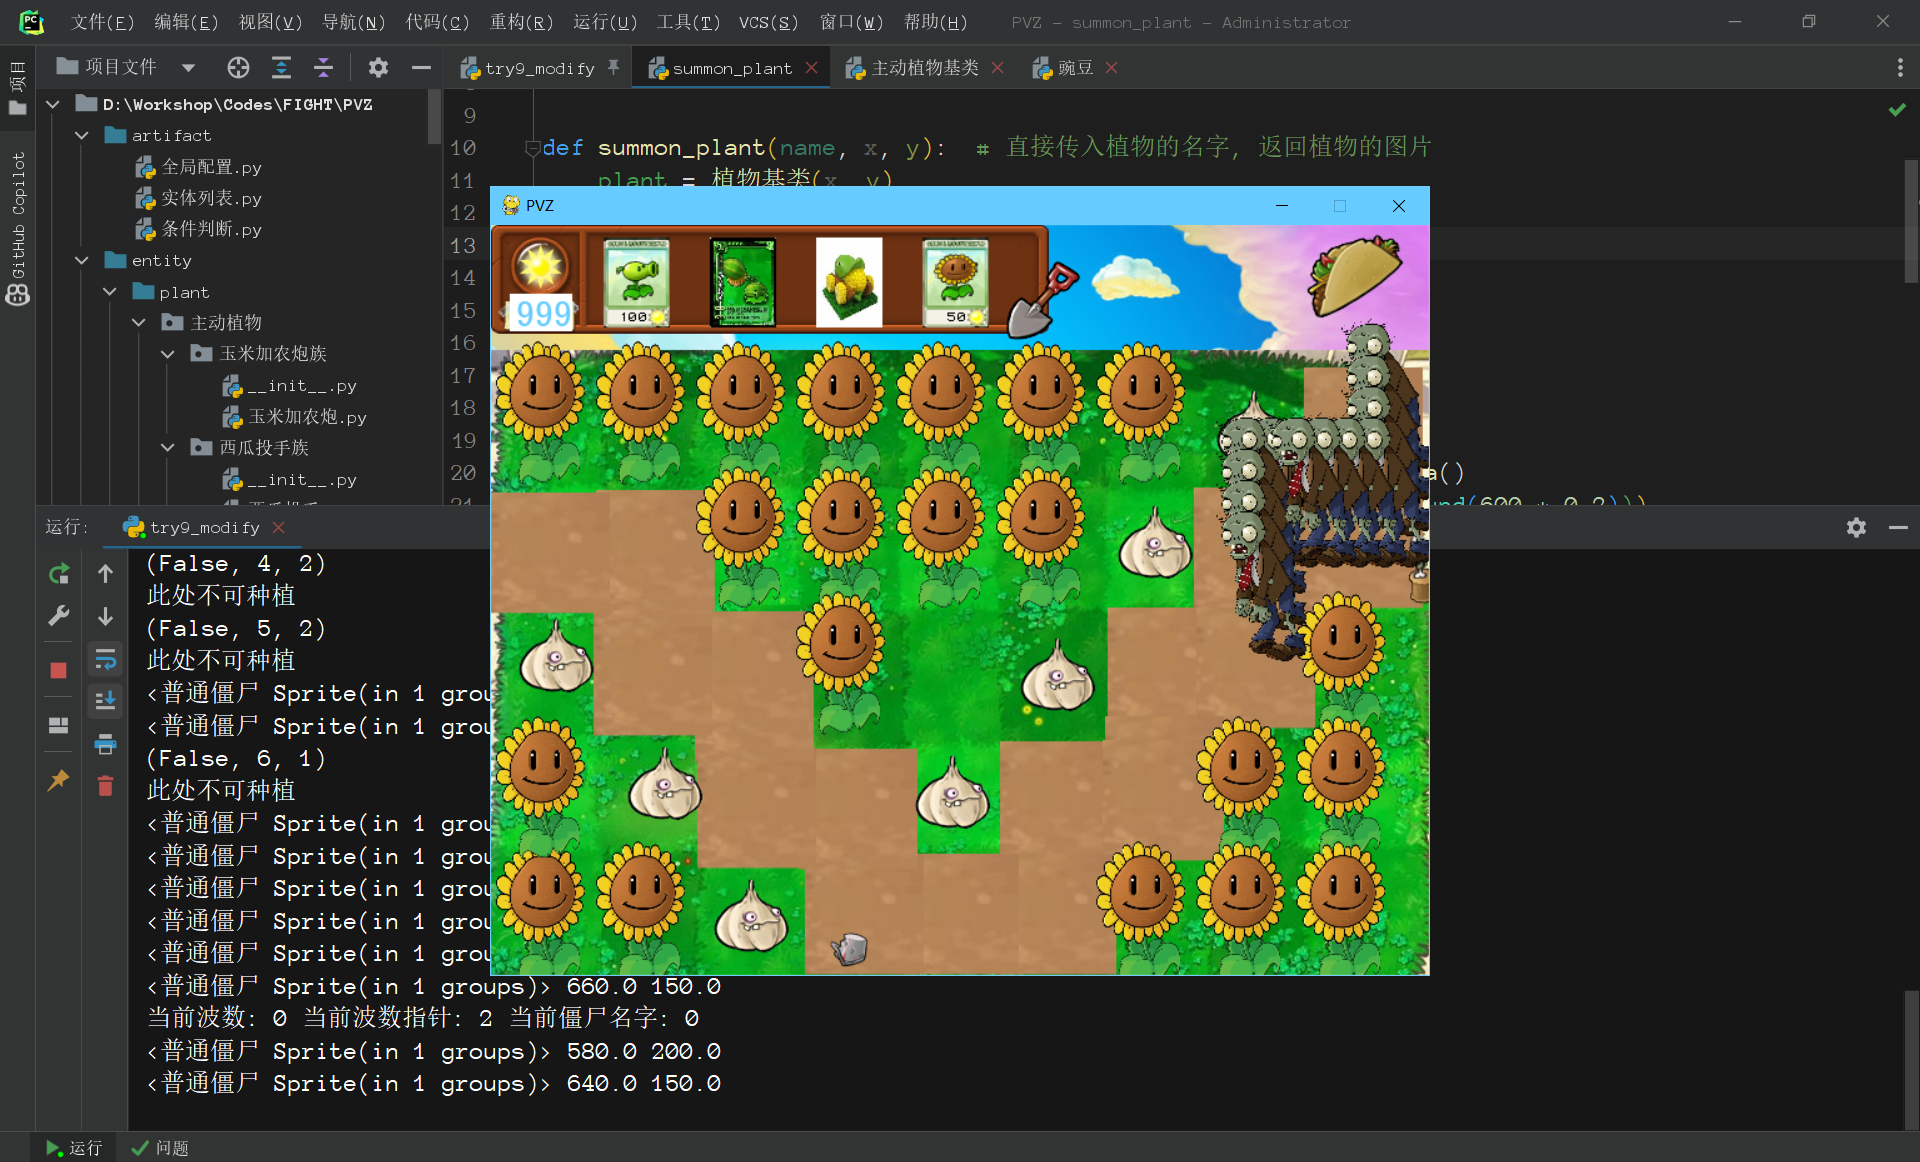 文件(F) 编辑(E) 视图(V) 导航(N) 代码(C) 重构(R) 运行(U) 工具(T) VCS(S) 窗口(W) 帮助(H) PVZ - summon_plant - Administrator
项目文件
try9_modify summon_plant 主动植物基类 豌豆
项目
GitHub Copilot
D:\Workshop\Codes\FIGHT\PVZ
artifact
全局配置.py
实体列表.py
条件判断.py
entity
plant
主动植物
玉米加农炮族
__init__.py
玉米加农炮.py
西瓜投手族
__init__.py
9
10 def summon_plant(name, x, y): # 直接传入植物的名字, 返回植物的图片
11 plant = 植物基类(x, y)
12
13
14
15
16
17
18
19
20
a()
PVZ
999
100
50
运行: try9_modify
(False, 4, 2)
此处不可种植
(False, 5, 2)
此处不可种植
<普通僵尸 Sprite(in 1 grou
<普通僵尸 Sprite(in 1 grou
(False, 6, 1)
此处不可种植
<普通僵尸 Sprite(in 1 grou
<普通僵尸 Sprite(in 1 grou
<普通僵尸 Sprite(in 1 grou
<普通僵尸 Sprite(in 1 grou
<普通僵尸 Sprite(in 1 grou
<普通僵尸 Sprite(in 1 groups)> 660.0 150.0
当前波数: 0 当前波数指针: 2 当前僵尸名字: 0
<普通僵尸 Sprite(in 1 groups)> 580.0 200.0
<普通僵尸 Sprite(in 1 groups)> 640.0 150.0
运行 问题